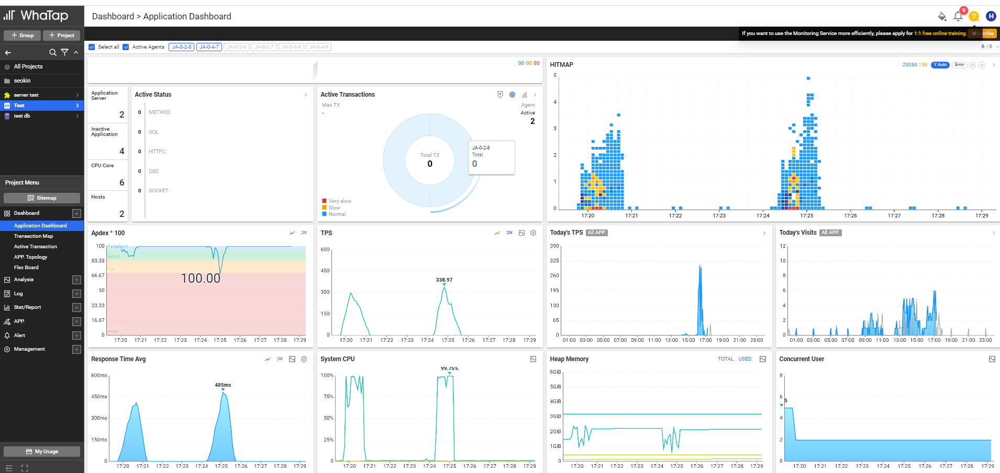 WhaTap
Dashboard > Application Dashboard
9
?
H
+ Group
+ Project
If you want to use the Monitoring Service more efficiently, please apply for 1:1 free online training.
Select all
Active Agents
JA-0-2-8
JA-0-4-7
JA-0-2-6
JA-0-2-7
JA-0-4-6
JA-0-4-8
6 / 6
All Projects
seokin
server test
Test
test db
Project Menu
Sitemap
Dashboard
Application Dashboard
Transaction Map
Active Transaction
APP. Topology
Flex Board
Analysis
Log
Stat/Report
APP.
Alert
Management
My Usage
00 00 00
Application
Server
2
Inactive
Application
4
CPU Core
6
Hosts
2
Active Status
0 METHOD
0 SQL
0 HTTPC
0 DBC
0 SOCKET
Active Transactions
Max TX
-
Agent
Active
2
Total TX
0
JA-0-2-8
Total
0
Very slow
Slow
Normal
HITMAP
28084 156
Y Auto
Error
5
4
3
2
1
0
17:20 17:21 17:22 17:23 17:24 17:25 17:26 17:27 17:28 17:29
Apdex * 100
100
83.33
66.67
50
33.33
16.67
0
Excellent
Good
Fair
Poor
100.00
17:20 17:21 17:22 17:23 17:24 17:25 17:26 17:27 17:28 17:29
TPS
600
450
300
150
0
338.97
17:20 17:21 17:22 17:23 17:24 17:25 17:26 17:27 17:28 17:29
Today's TPS All APP.
390
325
260
195
130
65
0
01:00 03:00 05:00 07:00 09:00 11:00 13:00 15:00 17:00 19:00 21:00 23:00
Today's Visits All APP.
12
10
8
6
4
2
0
01:00 03:00 05:00 07:00 09:00 11:00 13:00 15:00 17:00 19:00 21:00 23:00
Response Time Avg
600ms
450ms
300ms
150ms
0
485ms
17:20 17:21 17:22 17:23 17:24 17:25 17:26 17:27 17:28 17:29
System CPU
100%
75%
50%
25%
0
99.75%
17:20 17:21 17:22 17:23 17:24 17:25 17:26 17:27 17:28 17:29
Heap Memory
TOTAL USED
6GiB
5GiB
4GiB
3GiB
2GiB
1GiB
0
17:20 17:21 17:22 17:23 17:24 17:25 17:26 17:27 17:28 17:29
Concurrent User
8
6
4
2
0
5
17:20 17:21 17:22 17:23 17:24 17:25 17:26 17:27 17:28 17:29